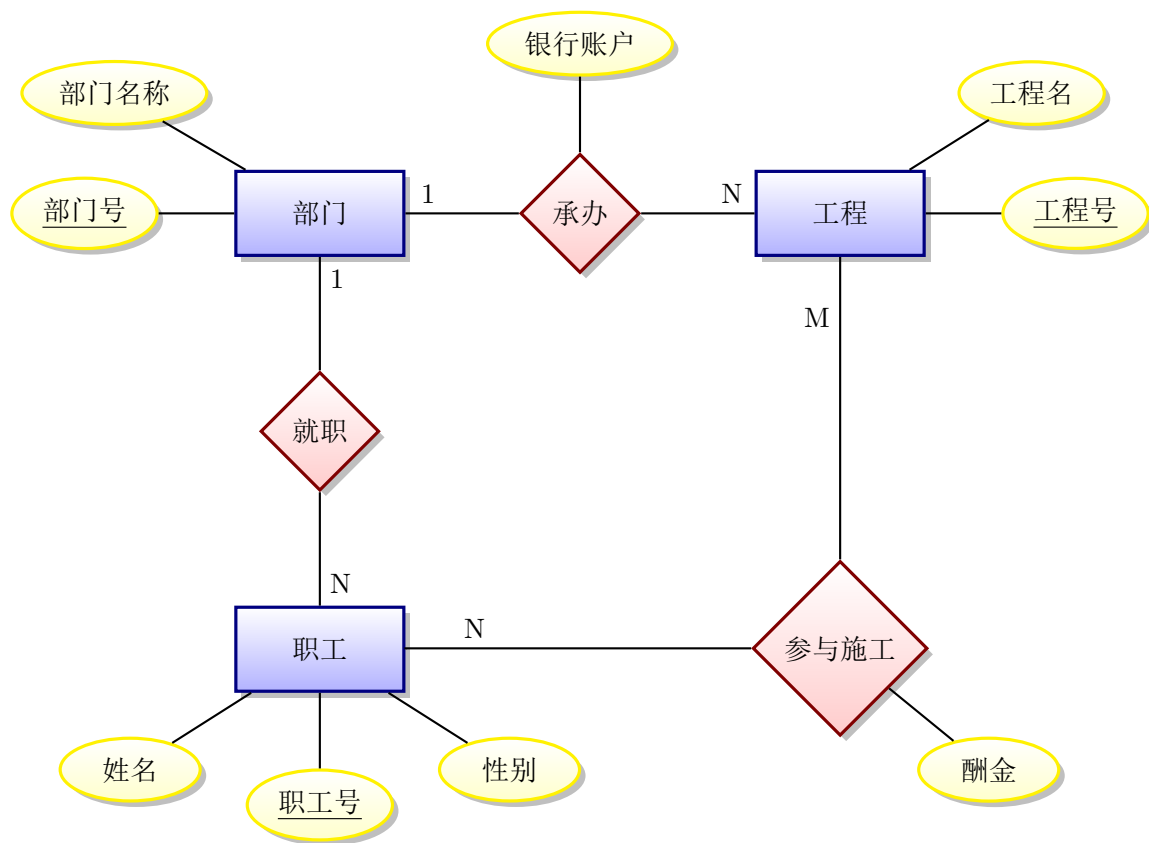 银行账户
部门名称
工程名
部门号
部门
1
承办
N
工程
工程号
1
M
就职
N
职工
N
参与施工
姓名
职工号
性别
酬金